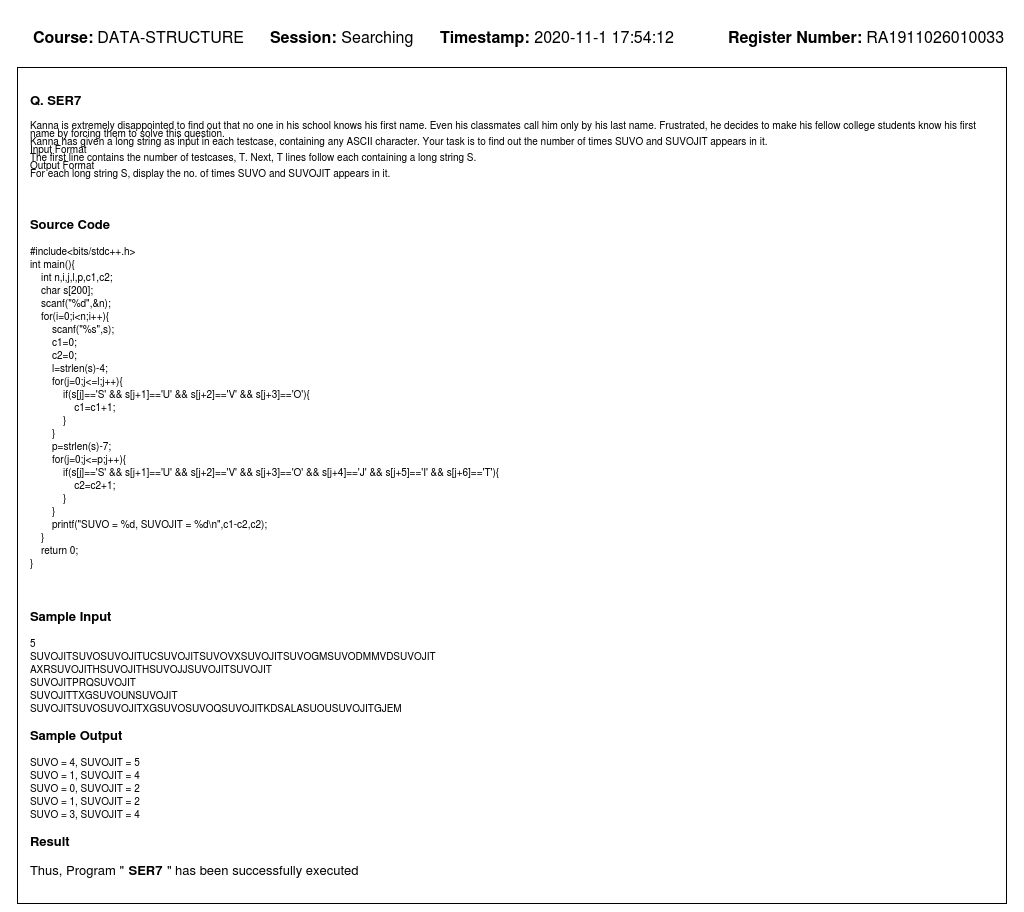 Course: DATA-STRUCTURE Session: Searching Timestamp: 2020-11-1 17:54:12 Register Number: RA1911026010033
Q. SER7
Kanna is extremely disappointed to find out that no one in his school knows his first name. Even his classmates call him only by his last name. Frustrated, he decides to make his fellow college students know his first
name by forcing them to solve this question.
Kanna has given a long string as input in each testcase, containing any ASCII character. Your task is to find out the number of times SUVO and SUVOJIT appears in it.
Input Format
The first line contains the number of testcases, T. Next, T lines follow each containing a long string S.
Output Format
For each long string S, display the no. of times SUVO and SUVOJIT appears in it.
Source Code
#include<bits/stdc++.h>
int main(){
    int n,i,j,l,p,c1,c2;
    char s[200];
    scanf("%d",&n);
    for(i=0;i<n;i++){
        scanf("%s",s);
        c1=0;
        c2=0;
        l=strlen(s)-4;
        for(j=0;j<=l;j++){
            if(s[j]=='S' && s[j+1]=='U' && s[j+2]=='V' && s[j+3]=='O'){
                c1=c1+1;
            }
        }
        p=strlen(s)-7;
        for(j=0;j<=p;j++){
            if(s[j]=='S' && s[j+1]=='U' && s[j+2]=='V' && s[j+3]=='O' && s[j+4]=='J' && s[j+5]=='I' && s[j+6]=='T'){
                c2=c2+1;
            }
        }
        printf("SUVO = %d, SUVOJIT = %d\n",c1-c2,c2);
    }
    return 0;
}
Sample Input
5
SUVOJITSUVOSUVOJITUCSUVOJITSUVOVXSUVOJITSUVOGMSUVODMMVDSUVOJIT
AXRSUVOJITHSUVOJITHSUVOJJSUVOJITSUVOJIT
SUVOJITPRQSUVOJIT
SUVOJITTXGSUVOUNSUVOJIT
SUVOJITSUVOSUVOJITXGSUVOSUVOQSUVOJITKDSALASUOUSUVOJITGJEM
Sample Output
SUVO = 4, SUVOJIT = 5
SUVO = 1, SUVOJIT = 4
SUVO = 0, SUVOJIT = 2
SUVO = 1, SUVOJIT = 2
SUVO = 3, SUVOJIT = 4
Result
Thus, Program " SER7 " has been successfully executed